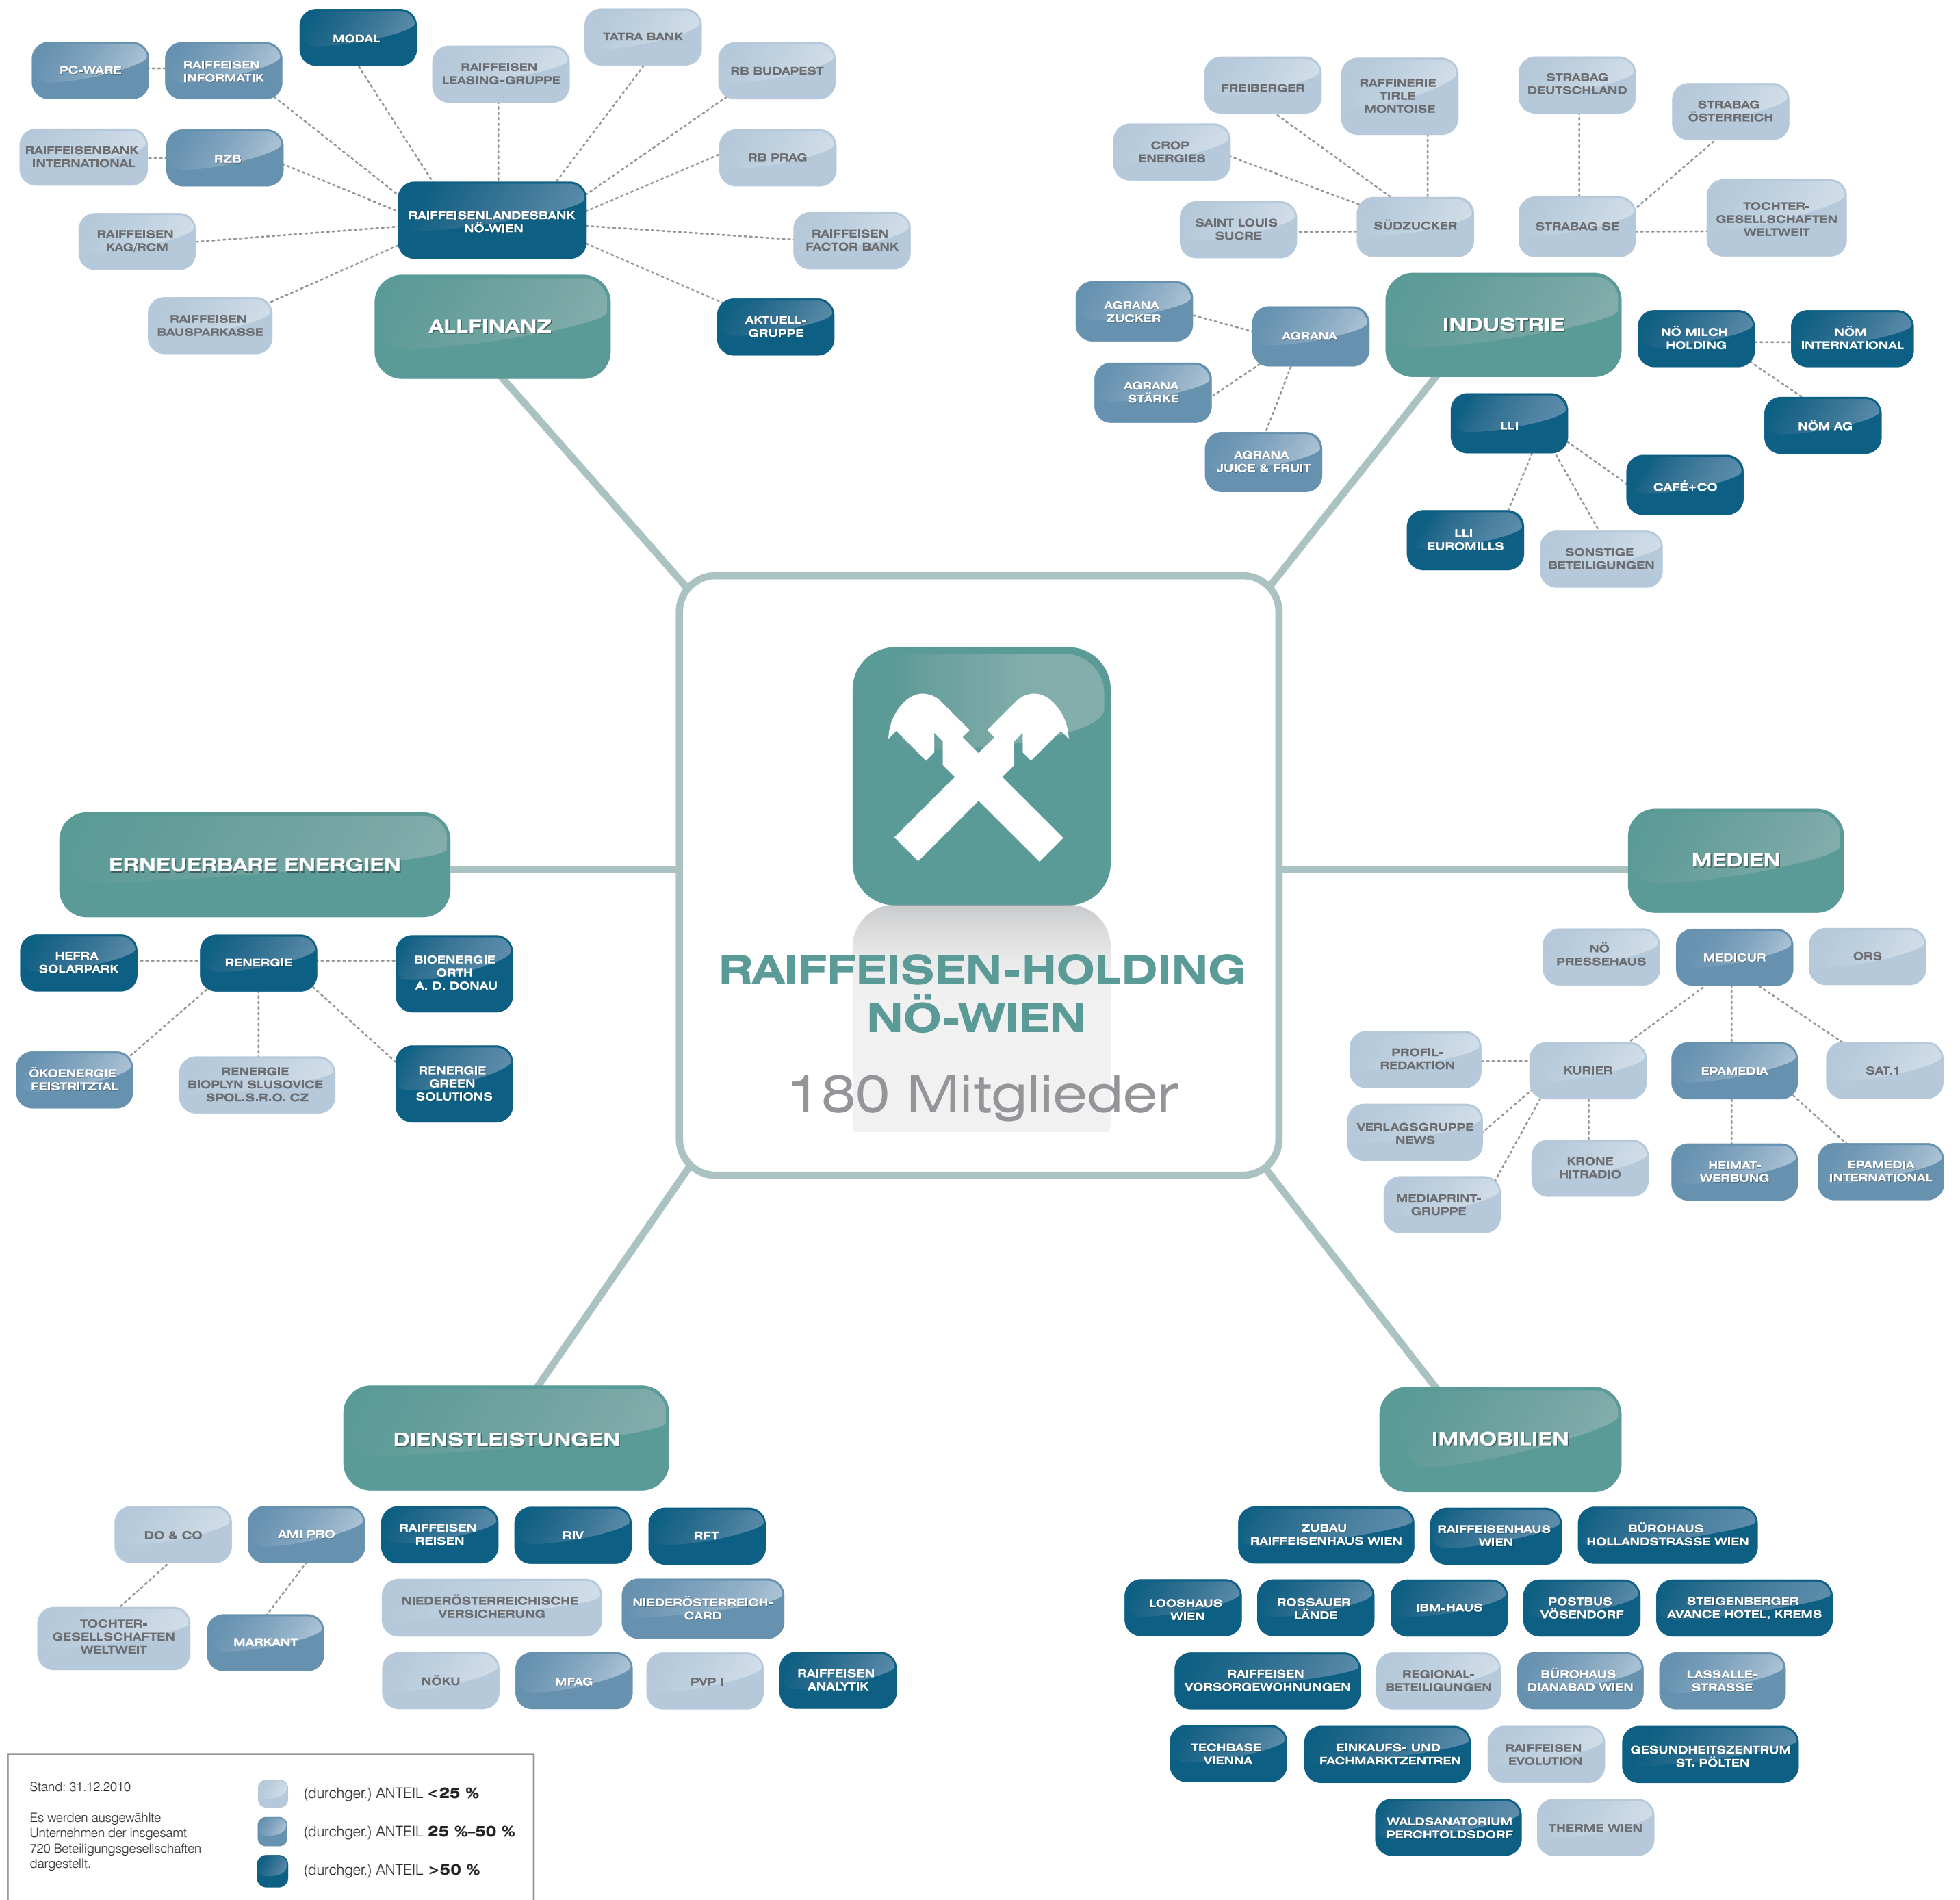 MODAL
TATRA BANK
PC-WARE
RAIFFEISEN
INFORMATIK
RAIFFEISEN
LEASING-GRUPPE
RB BUDAPEST
RAIFFEISENBANK
INTERNATIONAL
RZB
RB PRAG
RAIFFEISENLANDESBANK
NÖ-WIEN
RAIFFEISEN
KAG/RCM
RAIFFEISEN
FACTOR BANK
RAIFFEISEN
BAUSPARKASSE
ALLFINANZ
AKTUELL-
GRUPPE
FREIBERGER
RAFFINERIE
TIRLE
MONTOISE
STRABAG
DEUTSCHLAND
STRABAG
ÖSTERREICH
CROP
ENERGIES
SAINT LOUIS
SUCRE
SÜDZUCKER
STRABAG SE
TOCHTER-
GESELLSCHAFTEN
WELTWEIT
AGRANA
ZUCKER
AGRANA
INDUSTRIE
NÖ MILCH
HOLDING
NÖM
INTERNATIONAL
AGRANA
STÄRKE
LLI
NÖM AG
AGRANA
JUICE & FRUIT
CAFÉ+CO
LLI
EUROMILLS
SONSTIGE
BETEILIGUNGEN
RAIFFEISEN-HOLDING
NÖ-WIEN
180 Mitglieder
ERNEUERBARE ENERGIEN
HEFRA
SOLARPARK
RENERGIE
BIOENERGIE
ORTH
A. D. DONAU
ÖKOENERGIE
FEISTRITZTAL
RENERGIE
BIOPLYN SLUSOVICE
SPOL.S.R.O. CZ
RENERGIE
GREEN
SOLUTIONS
MEDIEN
NÖ
PRESSEHAUS
MEDICUR
ORS
PROFIL-
REDAKTION
KURIER
EPAMEDIA
SAT.1
VERLAGSGRUPPE
NEWS
KRONE
HITRADIO
HEIMAT-
WERBUNG
EPAMEDIA
INTERNATIONAL
MEDIAPRINT-
GRUPPE
DIENSTLEISTUNGEN
DO & CO
AMI PRO
RAIFFEISEN
REISEN
RIV
RFT
TOCHTER-
GESELLSCHAFTEN
WELTWEIT
MARKANT
NIEDERÖSTERREICHISCHE
VERSICHERUNG
NIEDERÖSTERREICH-
CARD
NÖKU
MFAG
PVP I
RAIFFEISEN
ANALYTIK
IMMOBILIEN
ZUBAU
RAIFFEISENHAUS WIEN
RAIFFEISENHAUS
WIEN
BÜROHAUS
HOLLANDSTRASSE WIEN
LOOSHAUS
WIEN
ROSSAUER
LÄNDE
IBM-HAUS
POSTBUS
VÖSENDORF
STEIGENBERGER
AVANCE HOTEL, KREMS
RAIFFEISEN
VORSORGEWOHNUNGEN
REGIONAL-
BETEILIGUNGEN
BÜROHAUS
DIANABAD WIEN
LASSALLE-
STRASSE
TECHBASE
VIENNA
EINKAUFS- UND
FACHMARKTZENTREN
RAIFFEISEN
EVOLUTION
GESUNDHEITSZENTRUM
ST. PÖLTEN
WALDSANATORIUM
PERCHTOLDSDORF
THERME WIEN
Stand: 31.12.2010
Es werden ausgewählte
Unternehmen der insgesamt
720 Beteiligungsgesellschaften
dargestellt.
(durchger.) ANTEIL <25 %
(durchger.) ANTEIL 25 %–50 %
(durchger.) ANTEIL >50 %